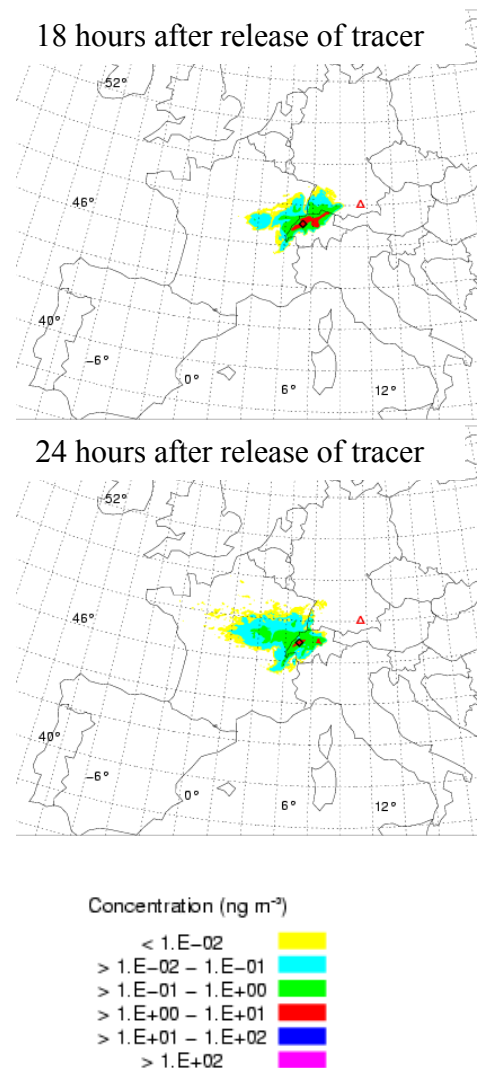 18 hours after release of tracer
52°
46°
40°
−6°
0°
6°
12°
24 hours after release of tracer
52°
46°
40°
−6°
0°
6°
12°
Concentration (ng m⁻³)
< 1.E−02
> 1.E−02 − 1.E−01
> 1.E−01 − 1.E+00
> 1.E+00 − 1.E+01
> 1.E+01 − 1.E+02
> 1.E+02